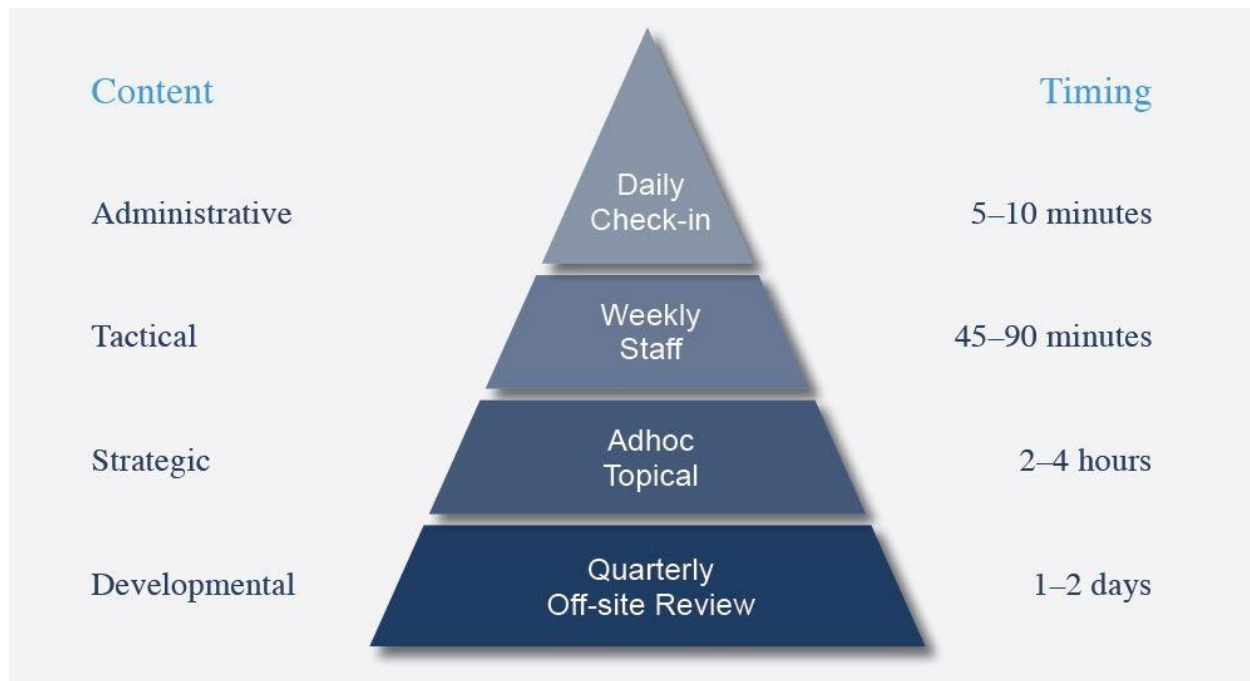 Content
Timing
Administrative
Daily
Check-in
5–10 minutes
Tactical
Weekly
Staff
45–90 minutes
Strategic
Adhoc
Topical
2–4 hours
Developmental
Quarterly
Off-site Review
1–2 days